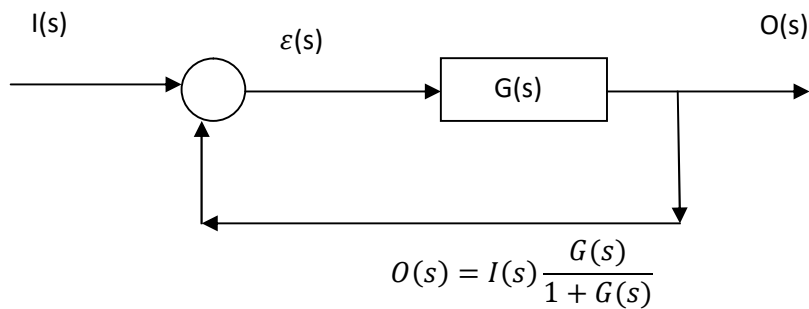 I(s)
ε(s)
G(s)
O(s)
O(s) = I(s) G(s) / 1 + G(s)